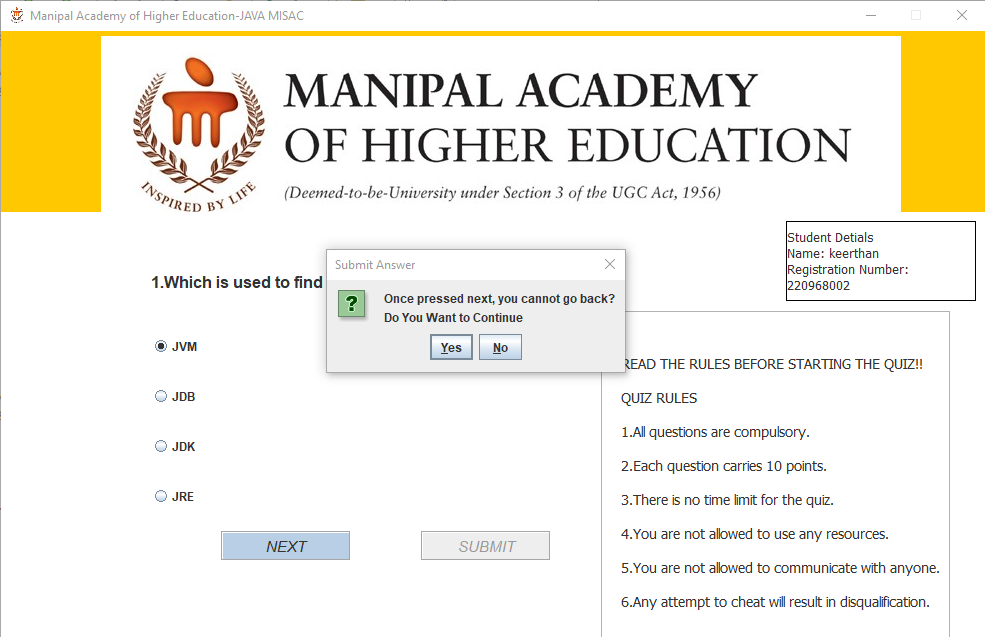 Manipal Academy of Higher Education-JAVA MISAC
MANIPAL ACADEMY
OF HIGHER EDUCATION
(Deemed-to-be-University under Section 3 of the UGC Act, 1956)
INSPIRED BY LIFE
Student Detials
Name: keerthan
Registration Number:
220968002
1.Which is used to find
Submit Answer
?
Once pressed next, you cannot go back?
Do You Want to Continue
Yes No
JVM
JDB
JDK
JRE
NEXT SUBMIT
READ THE RULES BEFORE STARTING THE QUIZ!!
QUIZ RULES
1.All questions are compulsory.
2.Each question carries 10 points.
3.There is no time limit for the quiz.
4.You are not allowed to use any resources.
5.You are not allowed to communicate with anyone.
6.Any attempt to cheat will result in disqualification.